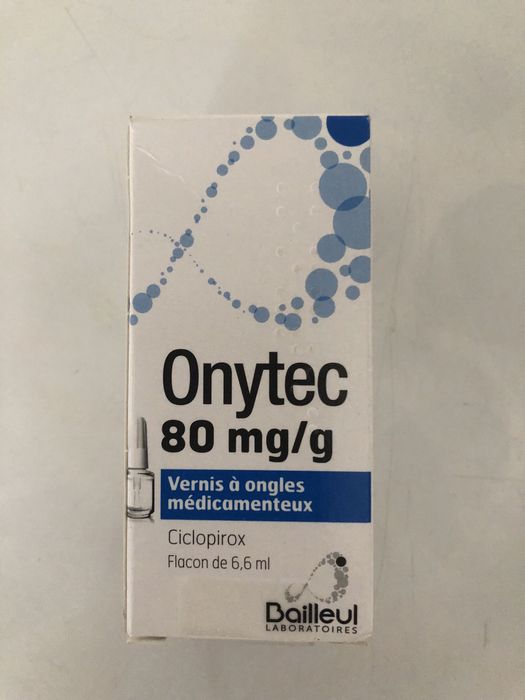 Onytec
80 mg/g
Vernis à ongles
médicamenteux
Ciclopirox
Flacon de 6,6 ml
Bailleul
LABORATOIRES